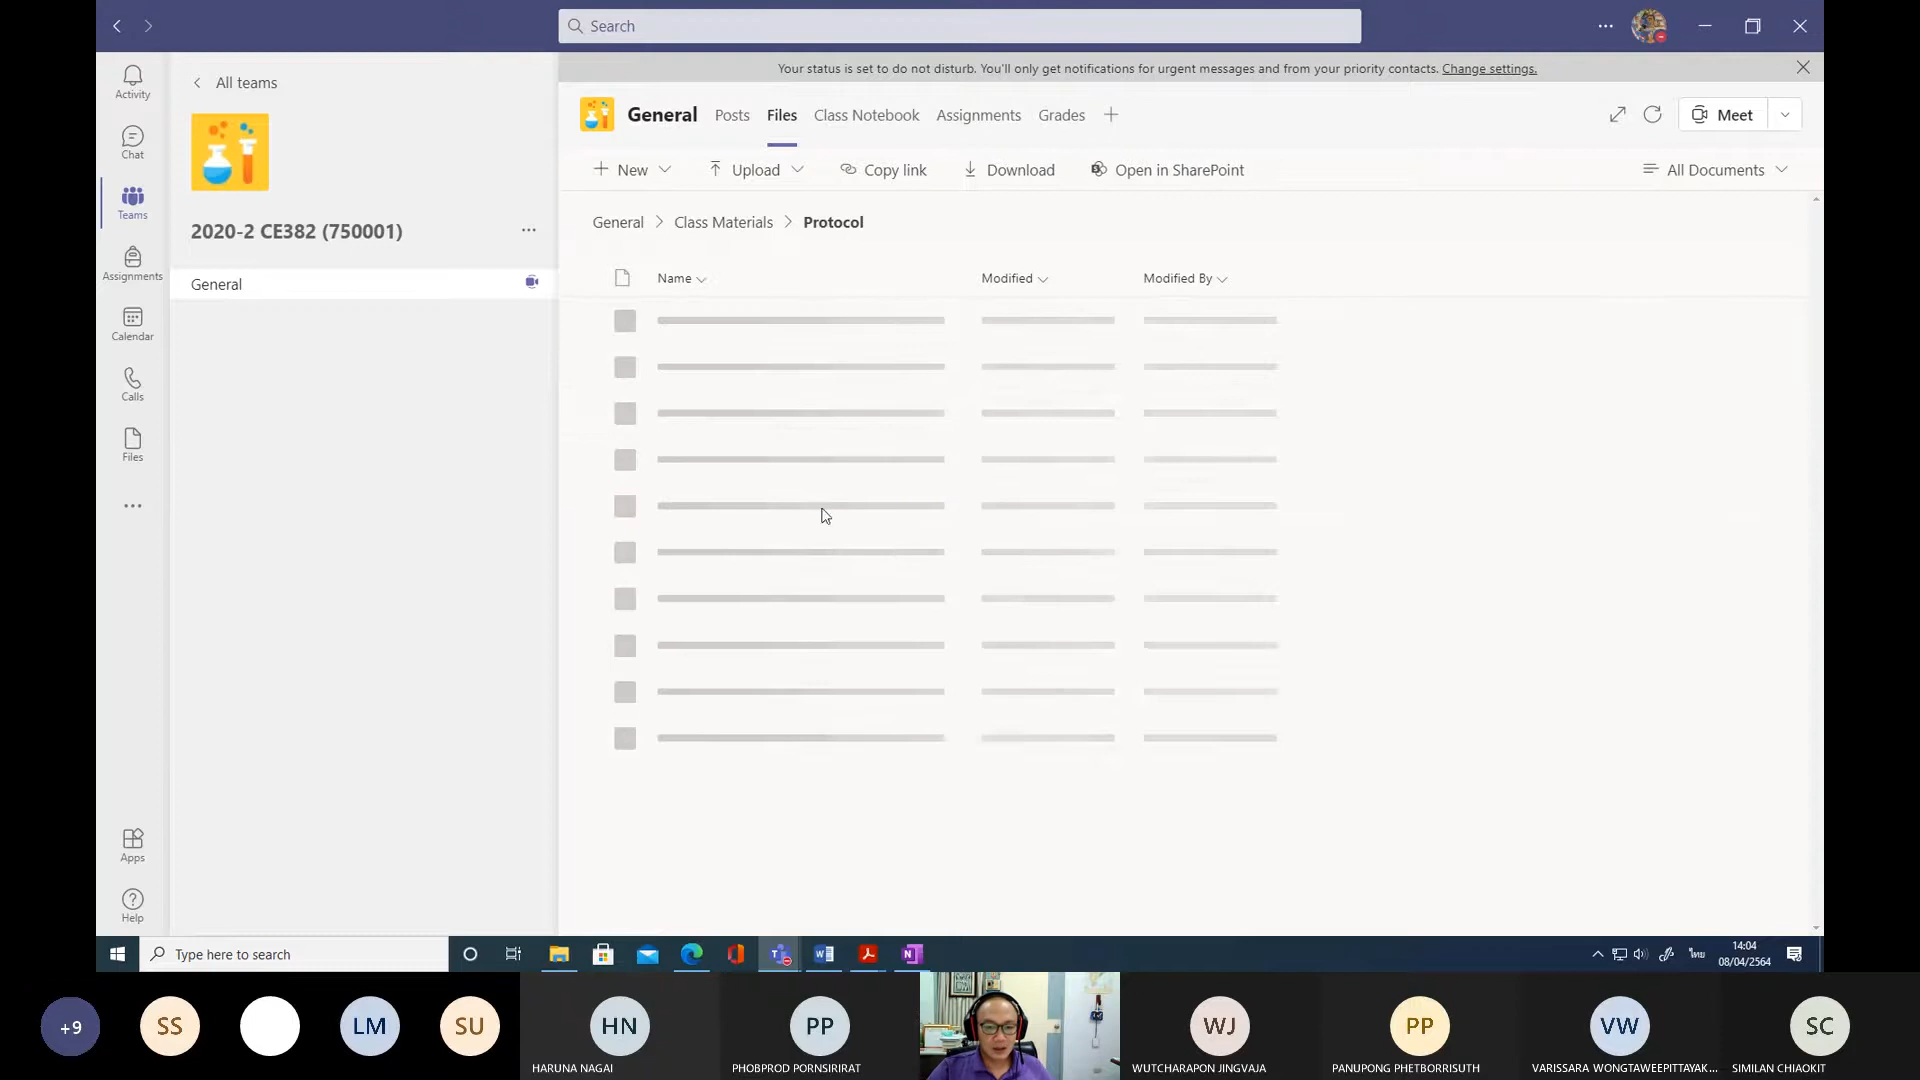 Search
Your status is set to do not disturb. You'll only get notifications for urgent messages and from your priority contacts. Change settings.
Activity
Chat
Teams
Assignments
Calendar
Calls
Files
Apps
Help
All teams
2020-2 CE382 (750001)
General
General Posts Files Class Notebook Assignments Grades
Meet
New Upload Copy link Download Open in SharePoint All Documents
General > Class Materials > Protocol
Name Modified Modified By
Type here to search
ไทย
14:04
08/04/2564
+9 SS LM SU HN PP WJ PP VW SC
HARUNA NAGAI PHOBPROD PORNSIRIRAT WUTCHARAPON JINGVAJA PANUPONG PHETBORRISUTH VARISSARA WONGTAWEEPITTAYAK... SIMILAN CHIAOKIT